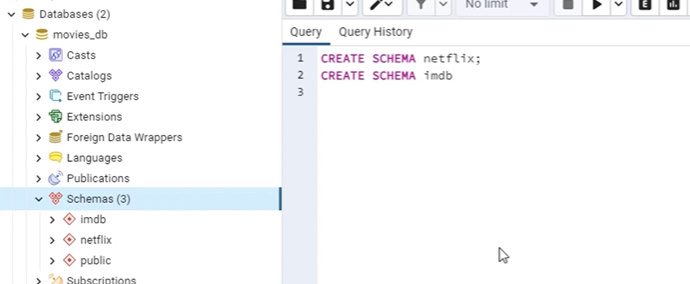 Databases (2)
movies_db
Casts
Catalogs
Event Triggers
Extensions
Foreign Data Wrappers
Languages
Publications
Schemas (3)
imdb
netflix
public
Subscriptions
No limit
E
Query
Query History
1 CREATE SCHEMA netflix;
2 CREATE SCHEMA imdb
3